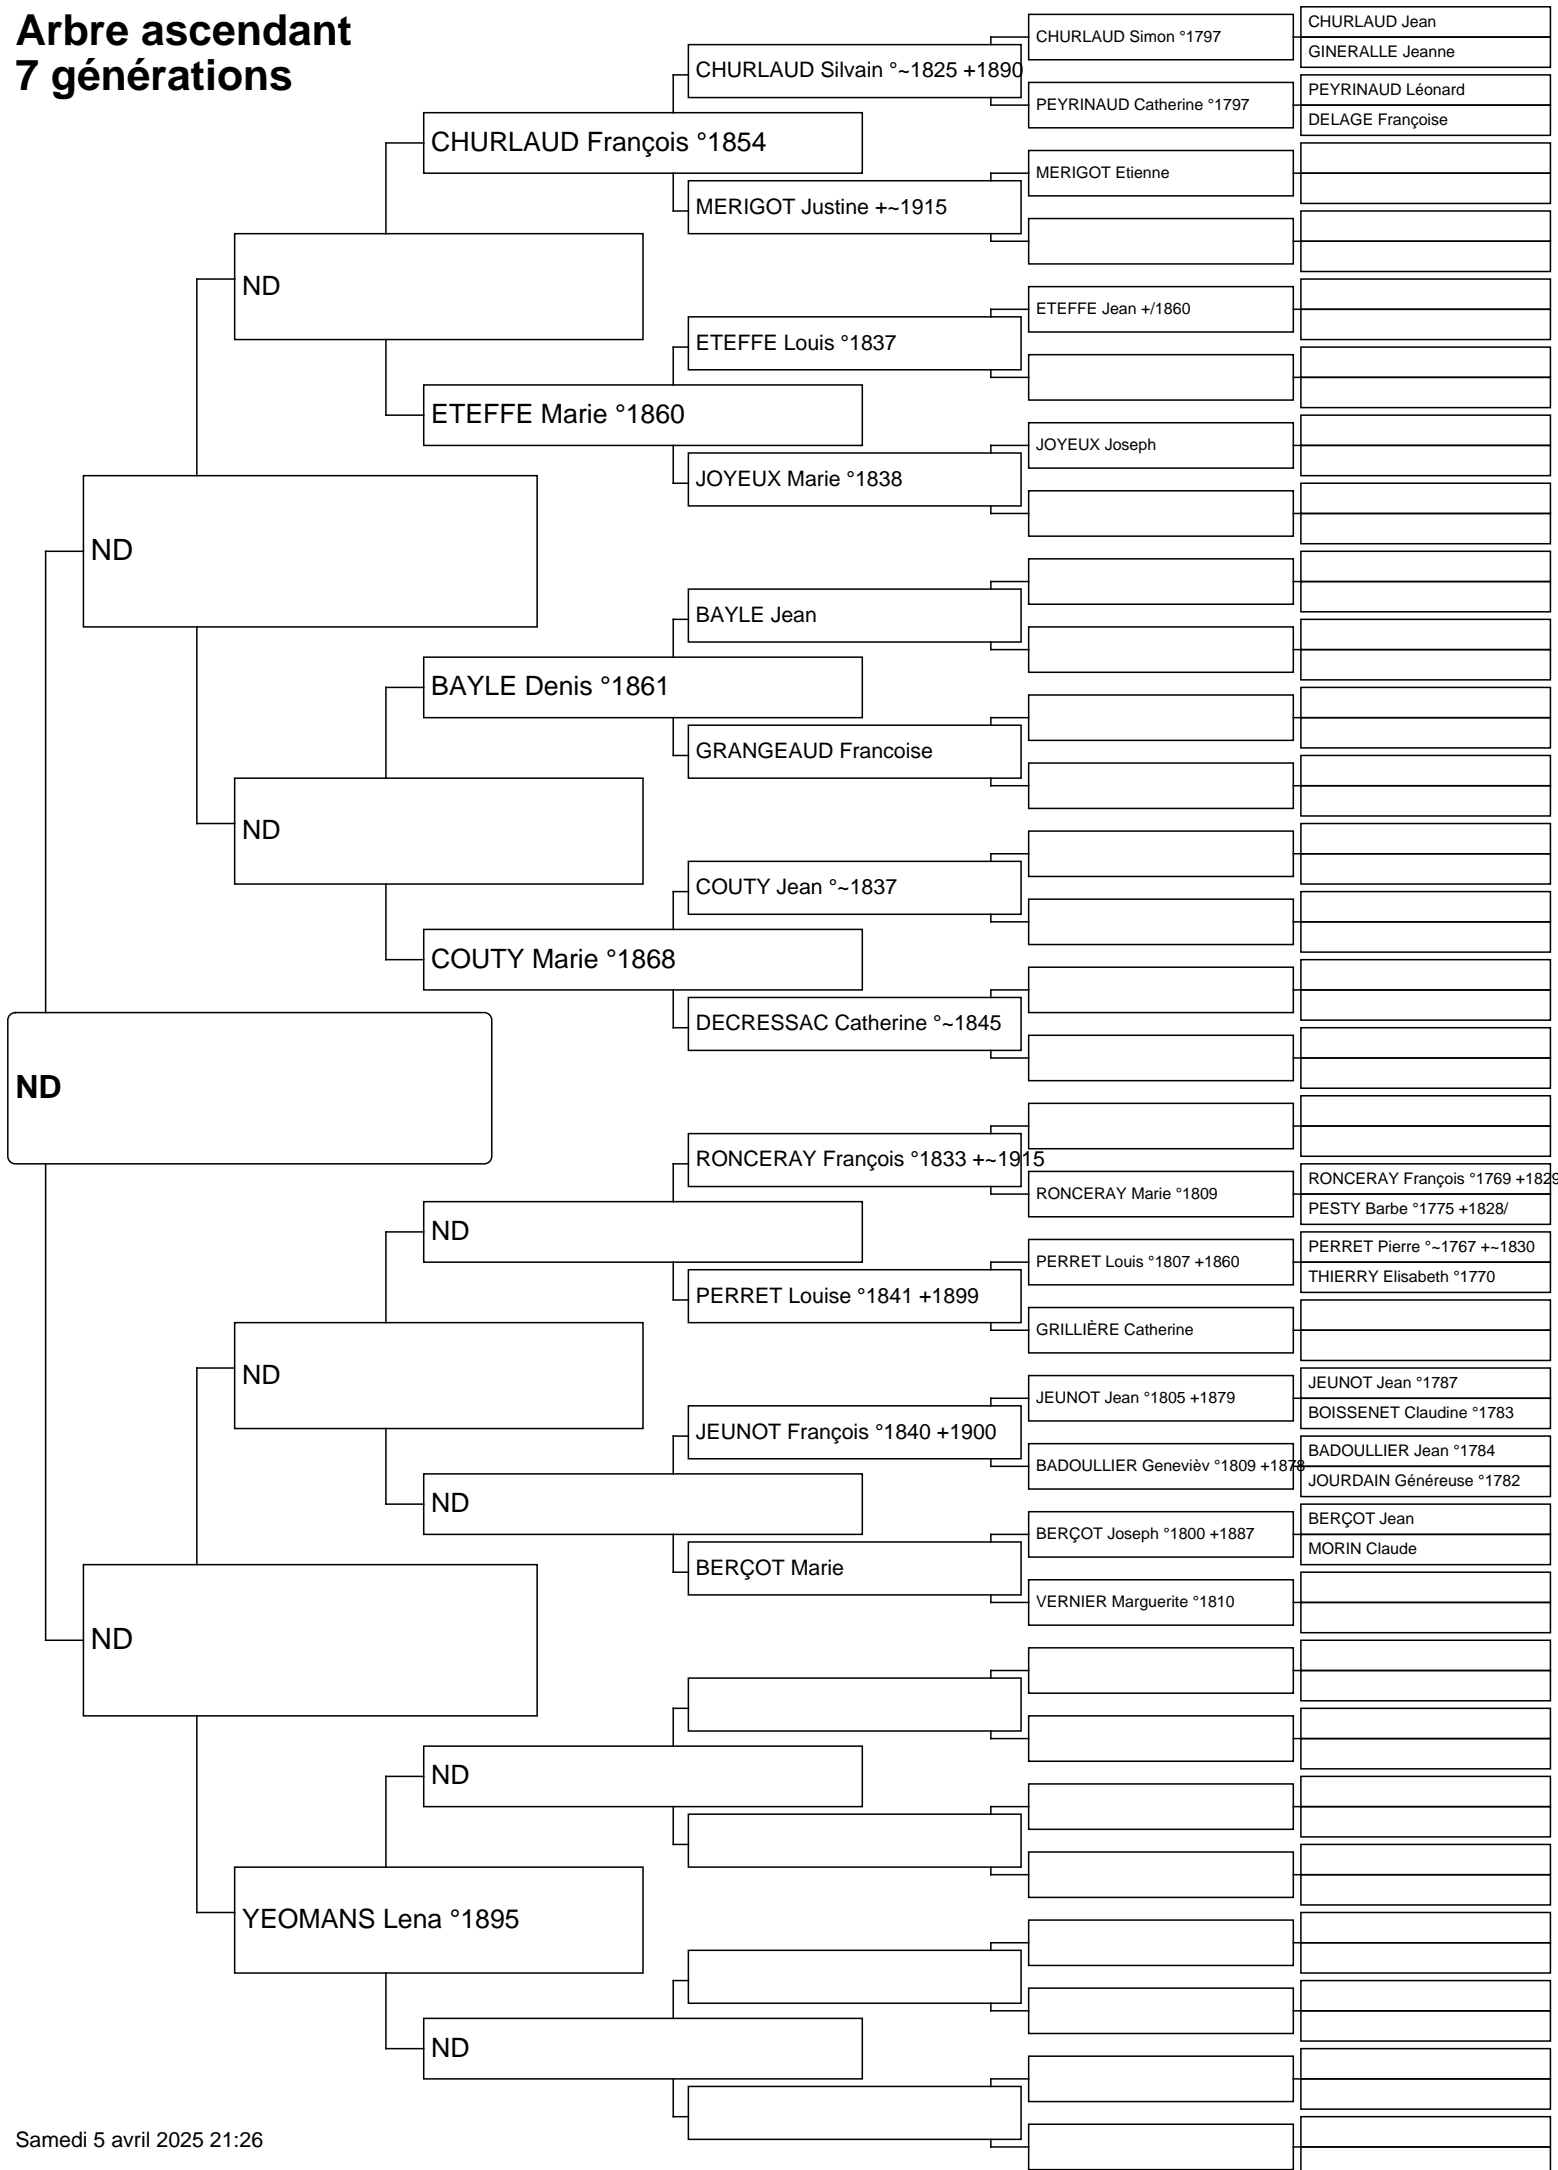 Arbre ascendant
7 générations
CHURLAUD Jean
CHURLAUD Simon °1797
GINERALLE Jeanne
CHURLAUD Silvain °~1825 +1890
PEYRINAUD Léonard
PEYRINAUD Catherine °1797
DELAGE Françoise
CHURLAUD François °1854
MERIGOT Etienne
MERIGOT Justine +~1915
ND
ETEFFE Jean +/1860
ETEFFE Louis °1837
ETEFFE Marie °1860
JOYEUX Joseph
JOYEUX Marie °1838
ND
BAYLE Jean
BAYLE Denis °1861
GRANGEAUD Francoise
ND
COUTY Jean °~1837
COUTY Marie °1868
DECRESSAC Catherine °~1845
ND
RONCERAY François °1833 +~1915
RONCERAY François °1769 +1829
RONCERAY Marie °1809
PESTY Barbe °1775 +1828/
ND
PERRET Pierre °~1767 +~1830
PERRET Louis °1807 +1860
THIERRY Elisabeth °1770
PERRET Louise °1841 +1899
GRILLIÈRE Catherine
ND
JEUNOT Jean °1787
JEUNOT Jean °1805 +1879
BOISSENET Claudine °1783
JEUNOT François °1840 +1900
BADOULLIER Jean °1784
BADOULLIER Genevièv °1809 +1878
JOURDAIN Généreuse °1782
ND
BERÇOT Jean
BERÇOT Joseph °1800 +1887
MORIN Claude
BERÇOT Marie
VERNIER Marguerite °1810
ND
ND
YEOMANS Lena °1895
ND
Samedi 5 avril 2025 21:26